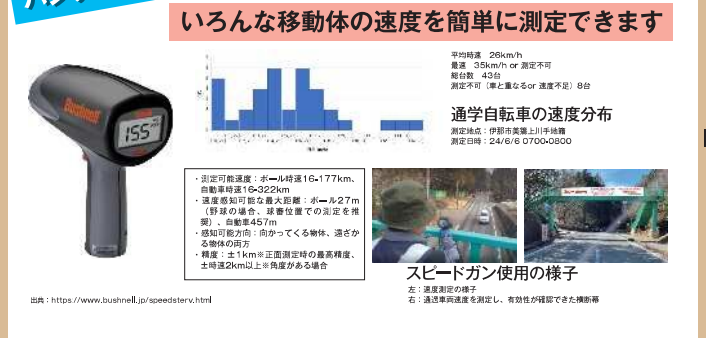 いろんな移動体の速度を簡単に測定できます
平均時速　26km/h
最速　35km/h or 測定不可
総台数　43台
測定不可（車と重なるor 速度不足）8台
通学自転車の速度分布
測定地点：伊那市美篶上川手地籍
測定日時：24/6/6 0700-0800
Bushnell
155
・測定可能速度：ボール時速16-177km、
自動車時速16-322km
・速度感知可能な最大距離：ボール27m
（野球の場合、球審位置での測定を推
奨）、自動車457m
・感知可能方向：向かってくる物体、遠ざか
る物体の両方
・精度：土1km※正面測定時の最高精度、
土時速2km以上※角度がある場合
スピードガン使用の様子
左：速度測定の様子
右：通過車両速度を測定し、有効性が確認できた横断幕
出典：https://www.bushnell.jp/speedsterv.html